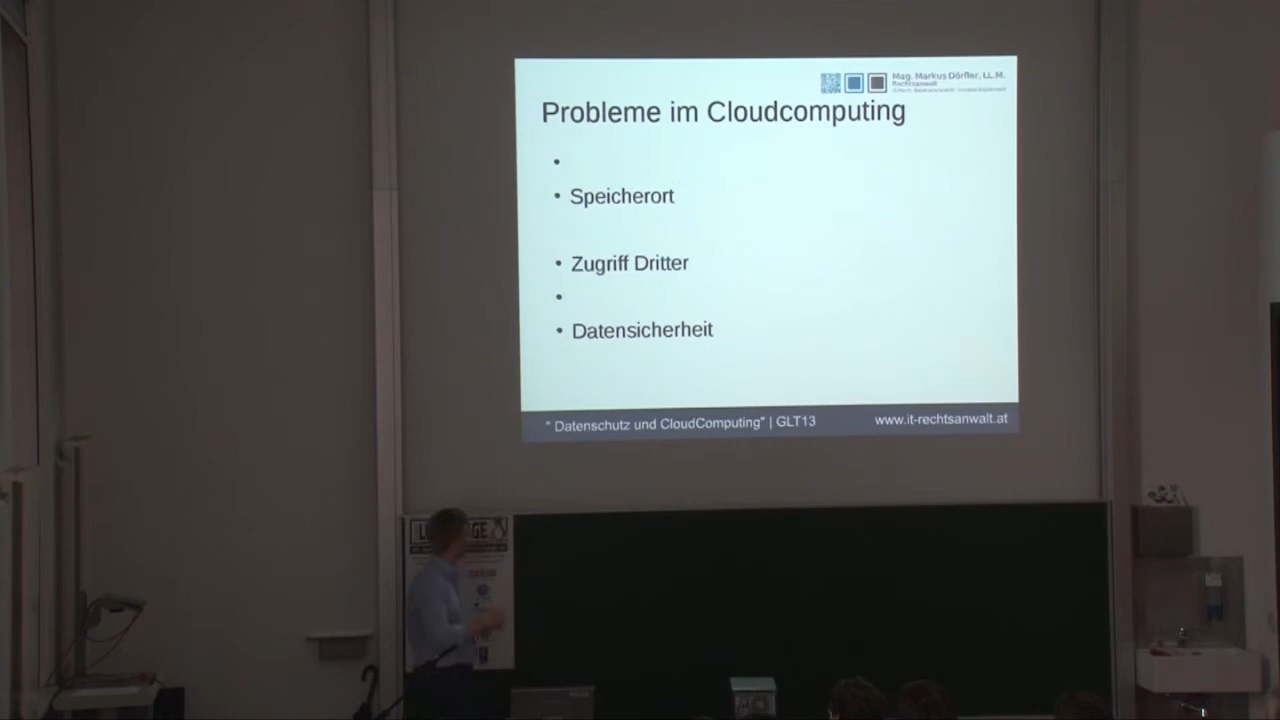 Mag. Markus Dörfler, LL.M.
Rechtsanwalt
Probleme im Cloudcomputing
•
• Speicherort
• Zugriff Dritter
•
• Datensicherheit
" Datenschutz und CloudComputing" | GLT13
www.it-rechtsanwalt.at